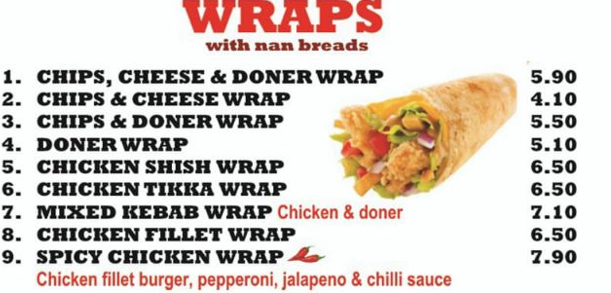 WRAPS
with nan breads
1. CHIPS, CHEESE & DONER WRAP 5.90
2. CHIPS & CHEESE WRAP 4.10
3. CHIPS & DONER WRAP 5.50
4. DONER WRAP 5.10
5. CHICKEN SHISH WRAP 6.50
6. CHICKEN TIKKA WRAP 6.50
7. MIXED KEBAB WRAP Chicken & doner 7.10
8. CHICKEN FILLET WRAP 6.50
9. SPICY CHICKEN WRAP 7.90
Chicken fillet burger, pepperoni, jalapeno & chilli sauce